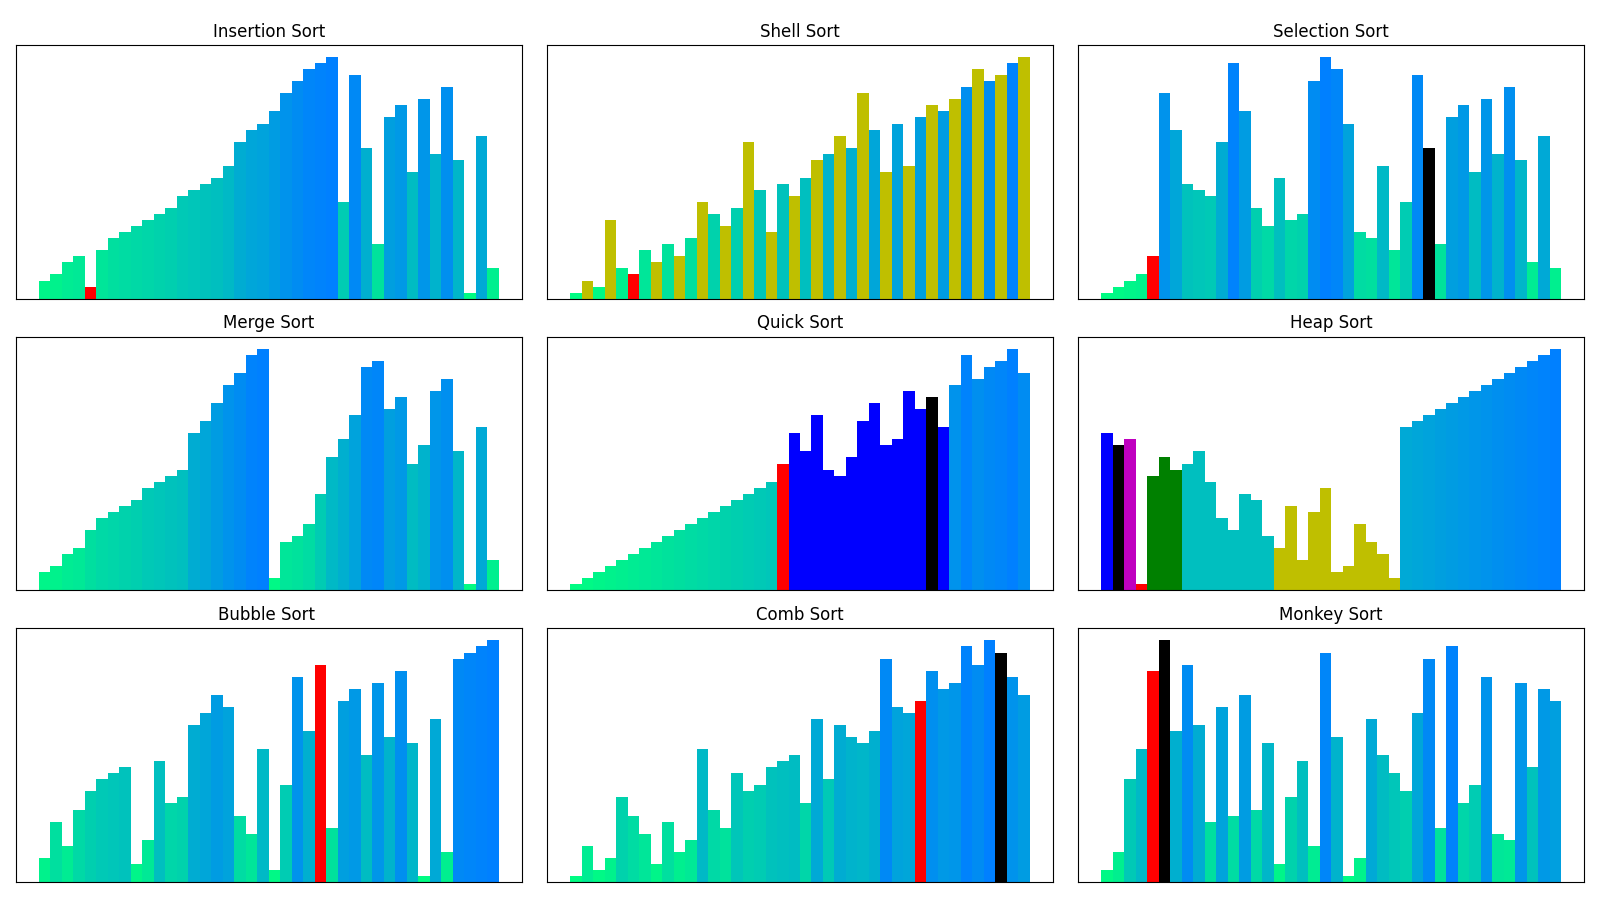 Insertion Sort
Shell Sort
Selection Sort
Merge Sort
Quick Sort
Heap Sort
Bubble Sort
Comb Sort
Monkey Sort